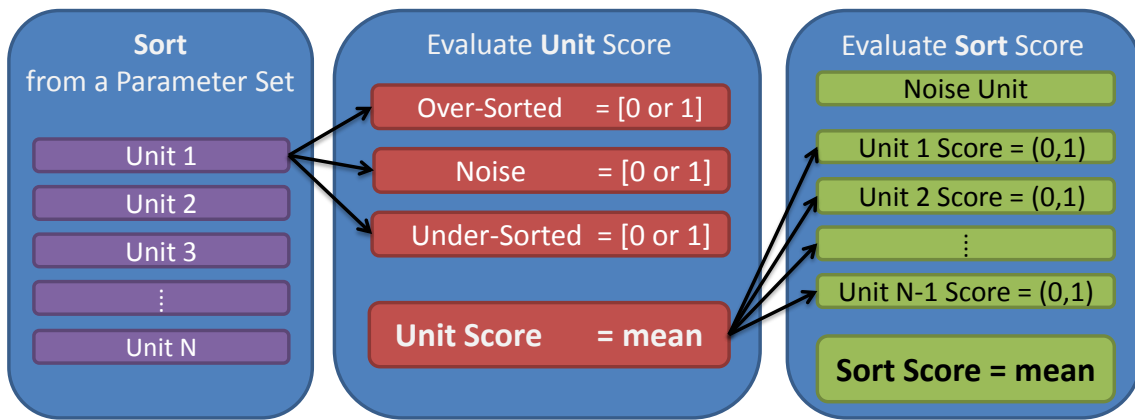 Sort
from a Parameter Set
Unit 1
Unit 2
Unit 3
⋮
Unit N
Evaluate Unit Score
Over-Sorted = [0 or 1]
Noise = [0 or 1]
Under-Sorted = [0 or 1]
Unit Score = mean
Evaluate Sort Score
Noise Unit
Unit 1 Score = (0,1)
Unit 2 Score = (0,1)
⋮
Unit N-1 Score = (0,1)
Sort Score = mean